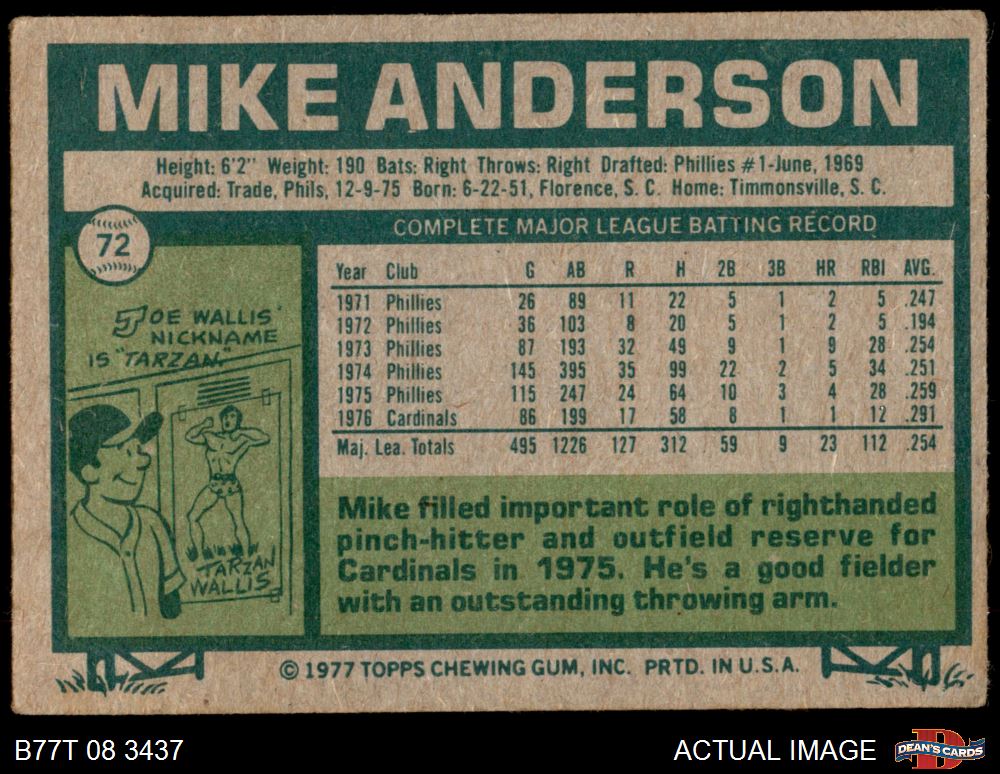 MIKE ANDERSON
Height: 6'2" Weight: 190 Bats: Right Throws: Right Drafted: Phillies #1-June, 1969
Acquired: Trade, Phils, 12-9-75 Born: 6-22-51, Florence, S. C. Home: Timmonsville, S. C.
72
COMPLETE MAJOR LEAGUE BATTING RECORD
Year Club G AB R H 2B 3B HR RBI AVG.
1971 Phillies 26 89 11 22 5 1 2 5 .247
1972 Phillies 36 103 8 20 5 1 2 5 .194
1973 Phillies 87 193 32 49 9 1 9 28 .254
1974 Phillies 145 395 35 99 22 2 5 34 .251
1975 Phillies 115 247 24 64 10 3 4 28 .259
1976 Cardinals 86 199 17 58 8 1 1 12 .291
Maj. Lea. Totals 495 1226 127 312 59 9 23 112 .254
JOE WALLIS'
NICKNAME
IS "TARZAN."
TARZAN
WALLIS
Mike filled important role of righthanded
pinch-hitter and outfield reserve for
Cardinals in 1975. He's a good fielder
with an outstanding throwing arm.
© 1977 TOPPS CHEWING GUM, INC. PRTD. IN U.S.A.
B77T 08 3437
ACTUAL IMAGE
D
DEAN'S CARDS